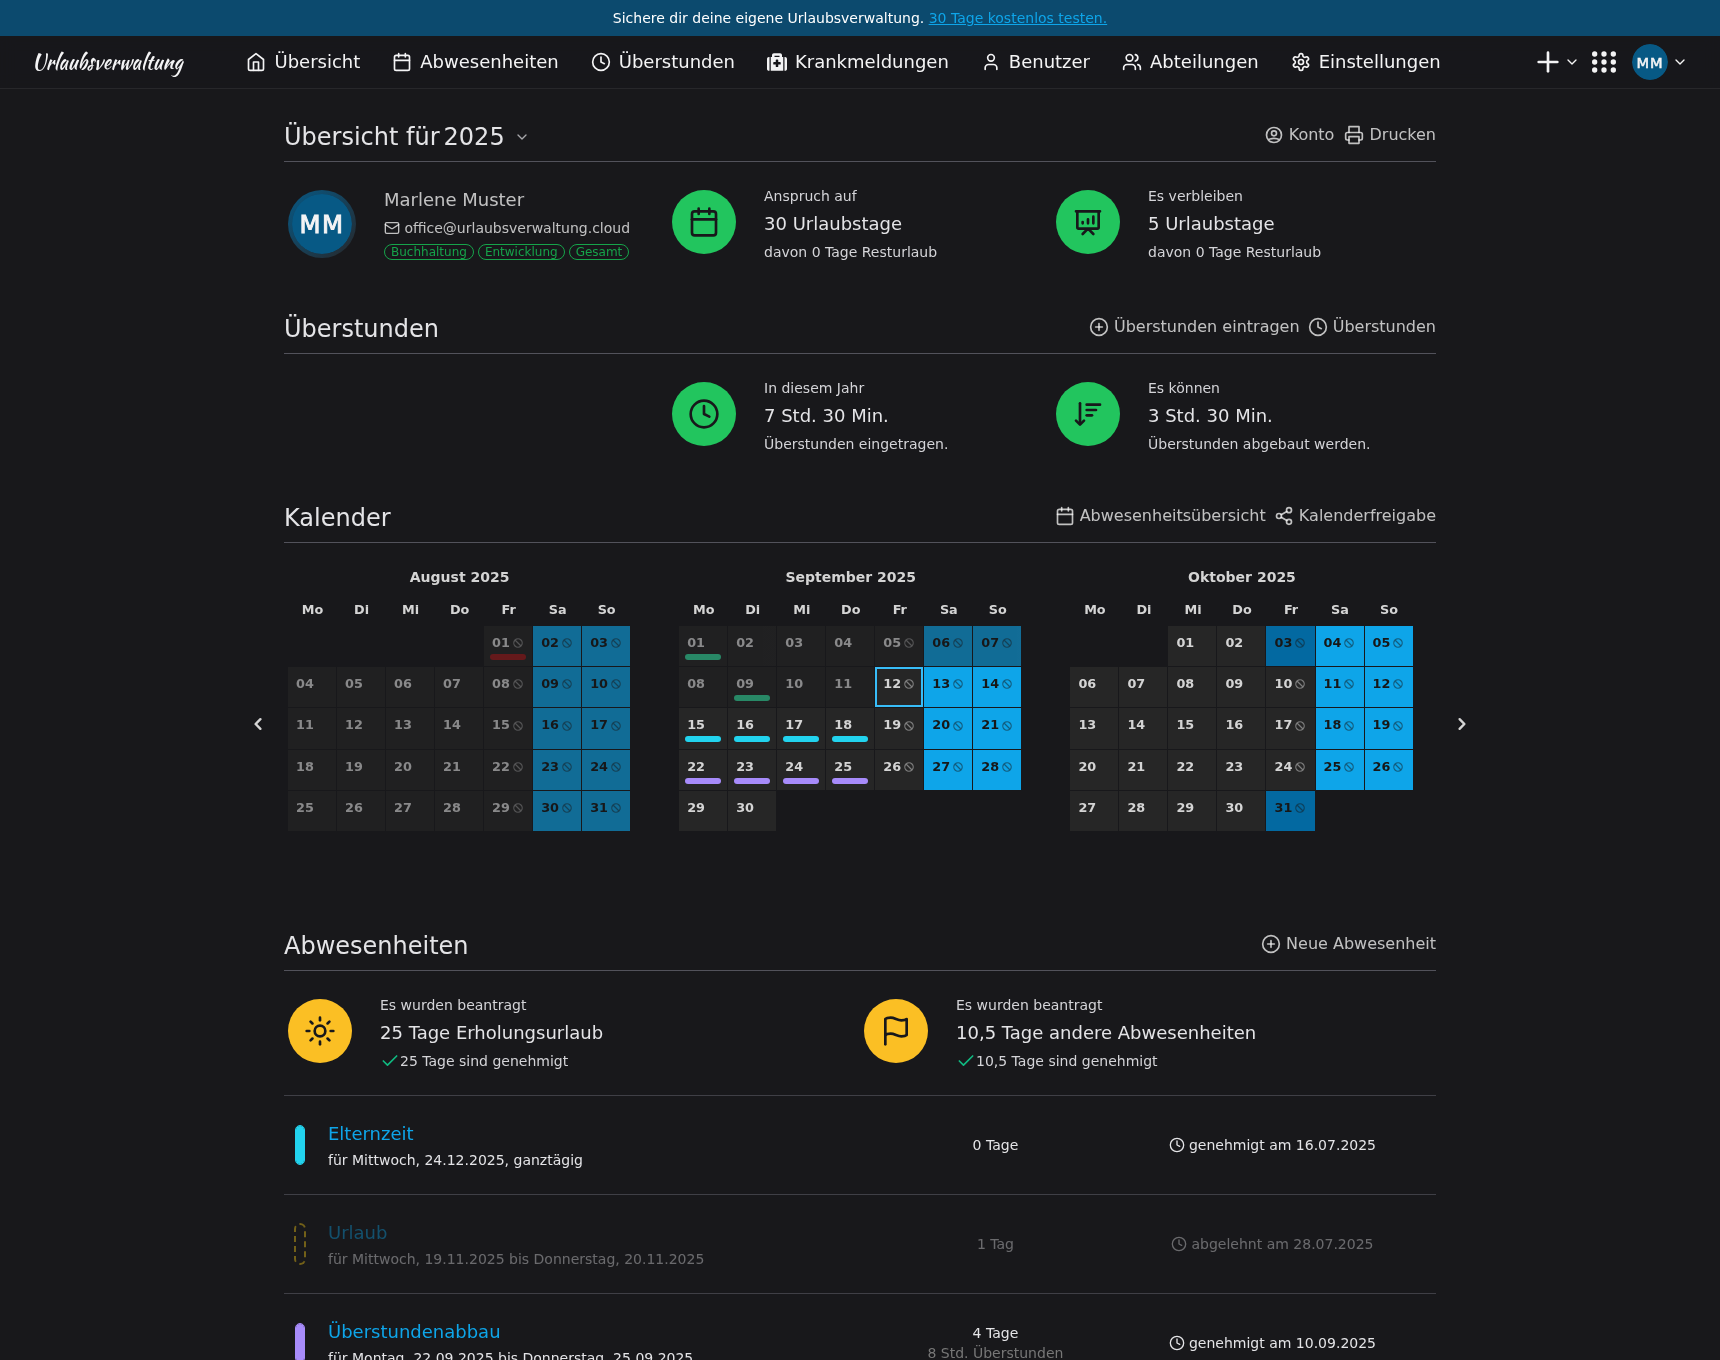 Sichere dir deine eigene Urlaubsverwaltung. 30 Tage kostenlos testen.
Urlaubsverwaltung Übersicht Abwesenheiten Überstunden Krankmeldungen Benutzer Abteilungen Einstellungen MM
Übersicht für 2025 Konto Drucken
MM
Marlene Muster
office@urlaubsverwaltung.cloud
Buchhaltung Entwicklung Gesamt
Anspruch auf
30 Urlaubstage
davon 0 Tage Resturlaub
Es verbleiben
5 Urlaubstage
davon 0 Tage Resturlaub
Überstunden Überstunden eintragen Überstunden
In diesem Jahr
7 Std. 30 Min.
Überstunden eingetragen.
Es können
3 Std. 30 Min.
Überstunden abgebaut werden.
Kalender Abwesenheitsübersicht Kalenderfreigabe
August 2025
Mo Di Mi Do Fr Sa So
01 02 03
04 05 06 07 08 09 10
11 12 13 14 15 16 17
18 19 20 21 22 23 24
25 26 27 28 29 30 31
September 2025
Mo Di Mi Do Fr Sa So
01 02 03 04 05 06 07
08 09 10 11 12 13 14
15 16 17 18 19 20 21
22 23 24 25 26 27 28
29 30
Oktober 2025
Mo Di Mi Do Fr Sa So
01 02 03 04 05
06 07 08 09 10 11 12
13 14 15 16 17 18 19
20 21 22 23 24 25 26
27 28 29 30 31
Abwesenheiten Neue Abwesenheit
Es wurden beantragt
25 Tage Erholungsurlaub
25 Tage sind genehmigt
Es wurden beantragt
10,5 Tage andere Abwesenheiten
10,5 Tage sind genehmigt
Elternzeit
für Mittwoch, 24.12.2025, ganztägig
0 Tage
genehmigt am 16.07.2025
Urlaub
für Mittwoch, 19.11.2025 bis Donnerstag, 20.11.2025
1 Tag
abgelehnt am 28.07.2025
Überstundenabbau
für Montag, 22.09.2025 bis Donnerstag, 25.09.2025
4 Tage
8 Std. Überstunden
genehmigt am 10.09.2025